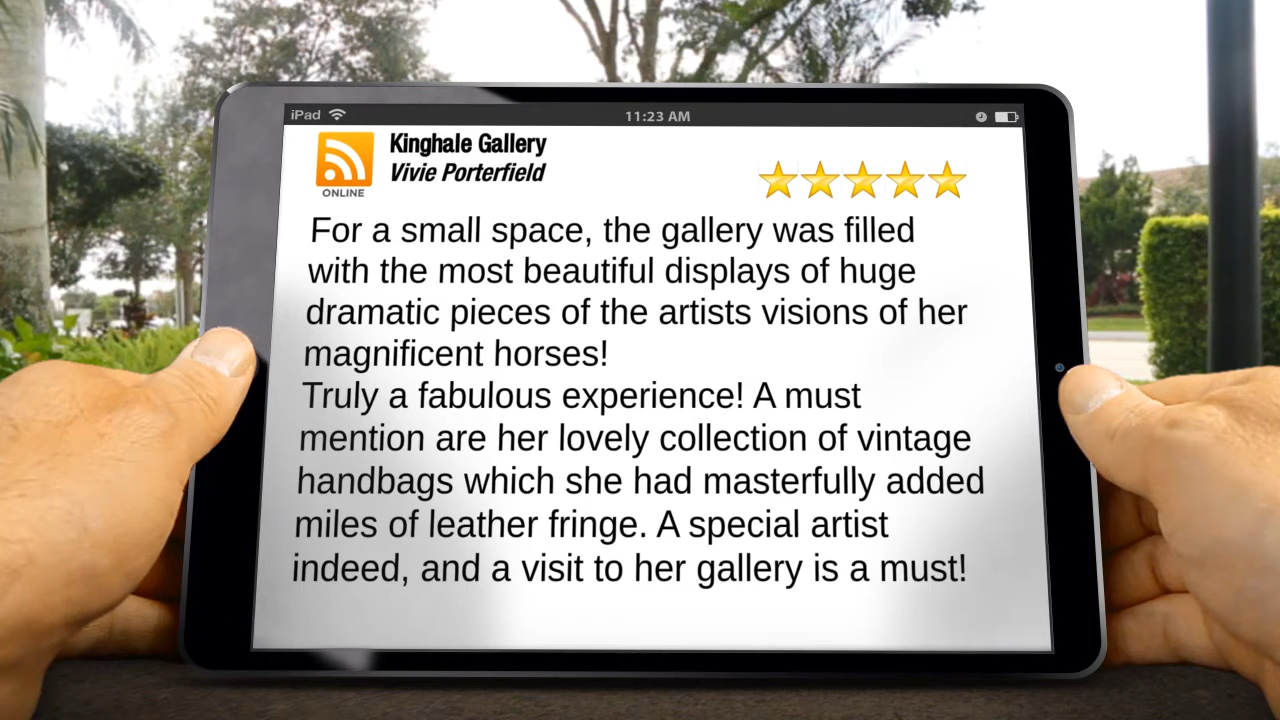 iPad
11:23 AM
Kinghale Gallery
Vivie Porterfield
ONLINE
For a small space, the gallery was filled
with the most beautiful displays of huge
dramatic pieces of the artists visions of her
magnificent horses!
Truly a fabulous experience! A must
mention are her lovely collection of vintage
handbags which she had masterfully added
miles of leather fringe. A special artist
indeed, and a visit to her gallery is a must!